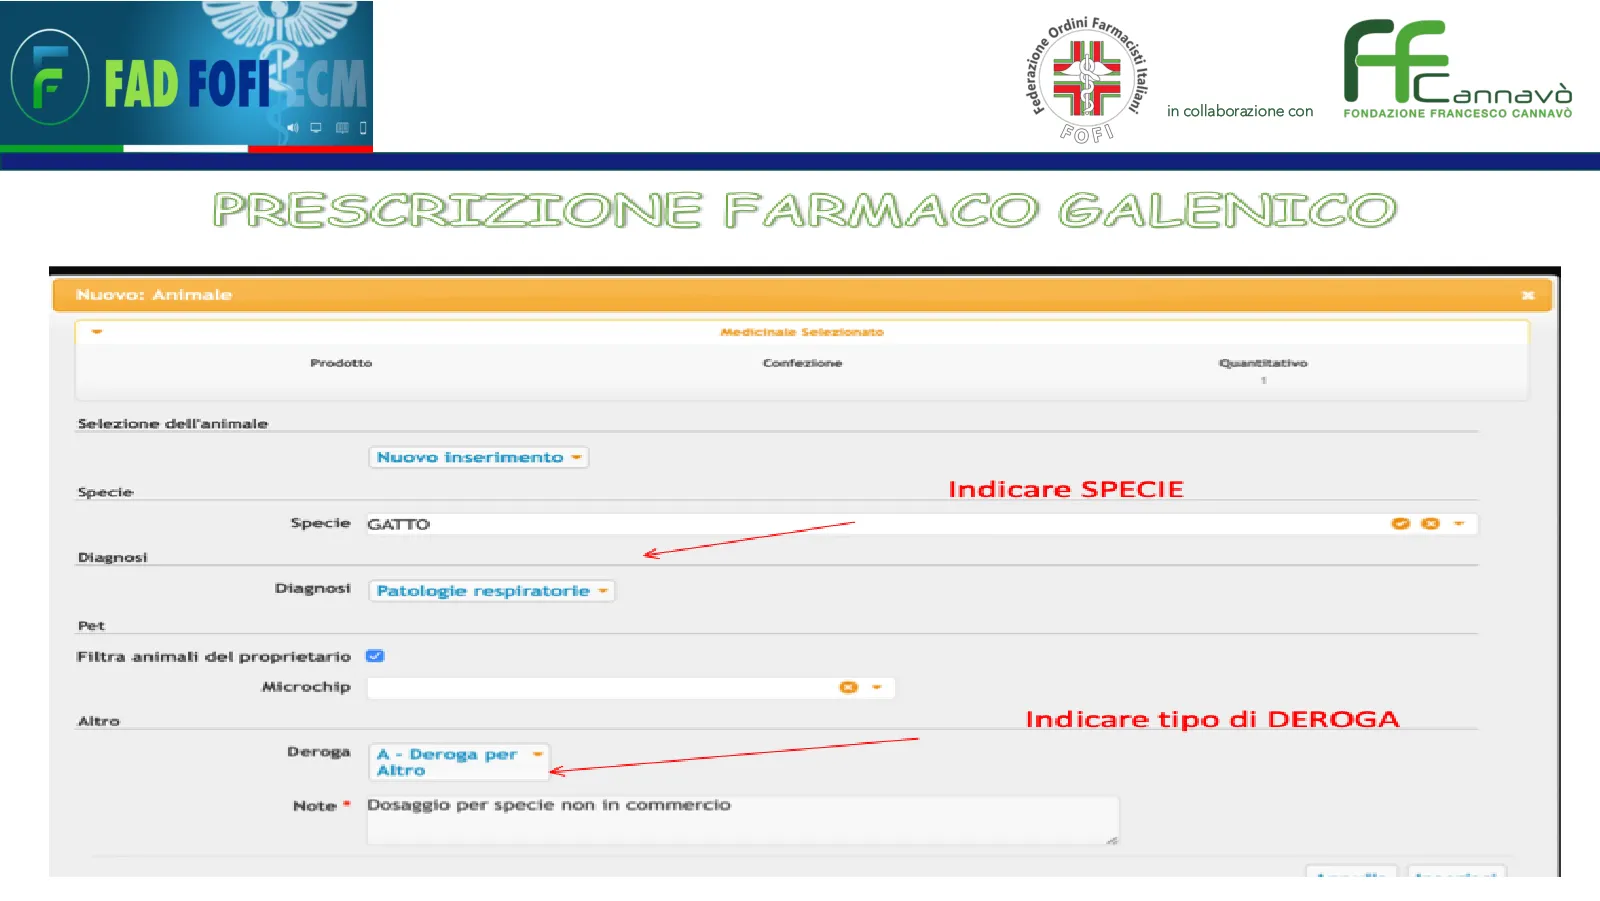 FAD FOFI ECM
Federazione Ordini Farmacisti Italiani
FOFI
in collaborazione con
Cannavò
FONDAZIONE FRANCESCO CANNAVÒ
PRESCRIZIONE FARMACO GALENICO
Nuovo: Animale
Medicinale Selezionato
Prodotto Confezione Quantitativo
1
Selezione dell'animale
Nuovo inserimento
Indicare SPECIE
Specie
Specie GATTO
Diagnosi
Diagnosi Patologie respiratorie
Pet
Filtra animali del proprietario
Microchip
Indicare tipo di DEROGA
Altro
Deroga A - Deroga per
Altro
Note * Dosaggio per specie non in commercio